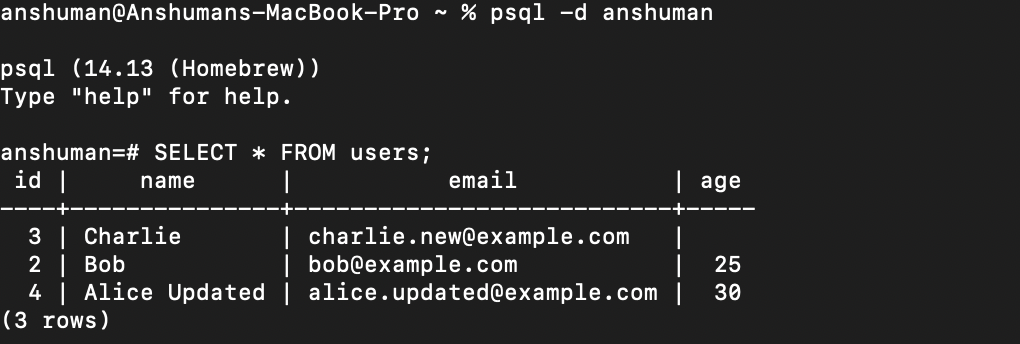 anshuman@Anshumans-MacBook-Pro ~ % psql -d anshuman
psql (14.13 (Homebrew))
Type "help" for help.
anshuman=# SELECT * FROM users;
 id |     name      |         email         | age
----+---------------+----------------------------+-----
  3 | Charlie       | charlie.new@example.com   |
  2 | Bob           | bob@example.com           |  25
  4 | Alice Updated | alice.updated@example.com |  30
(3 rows)